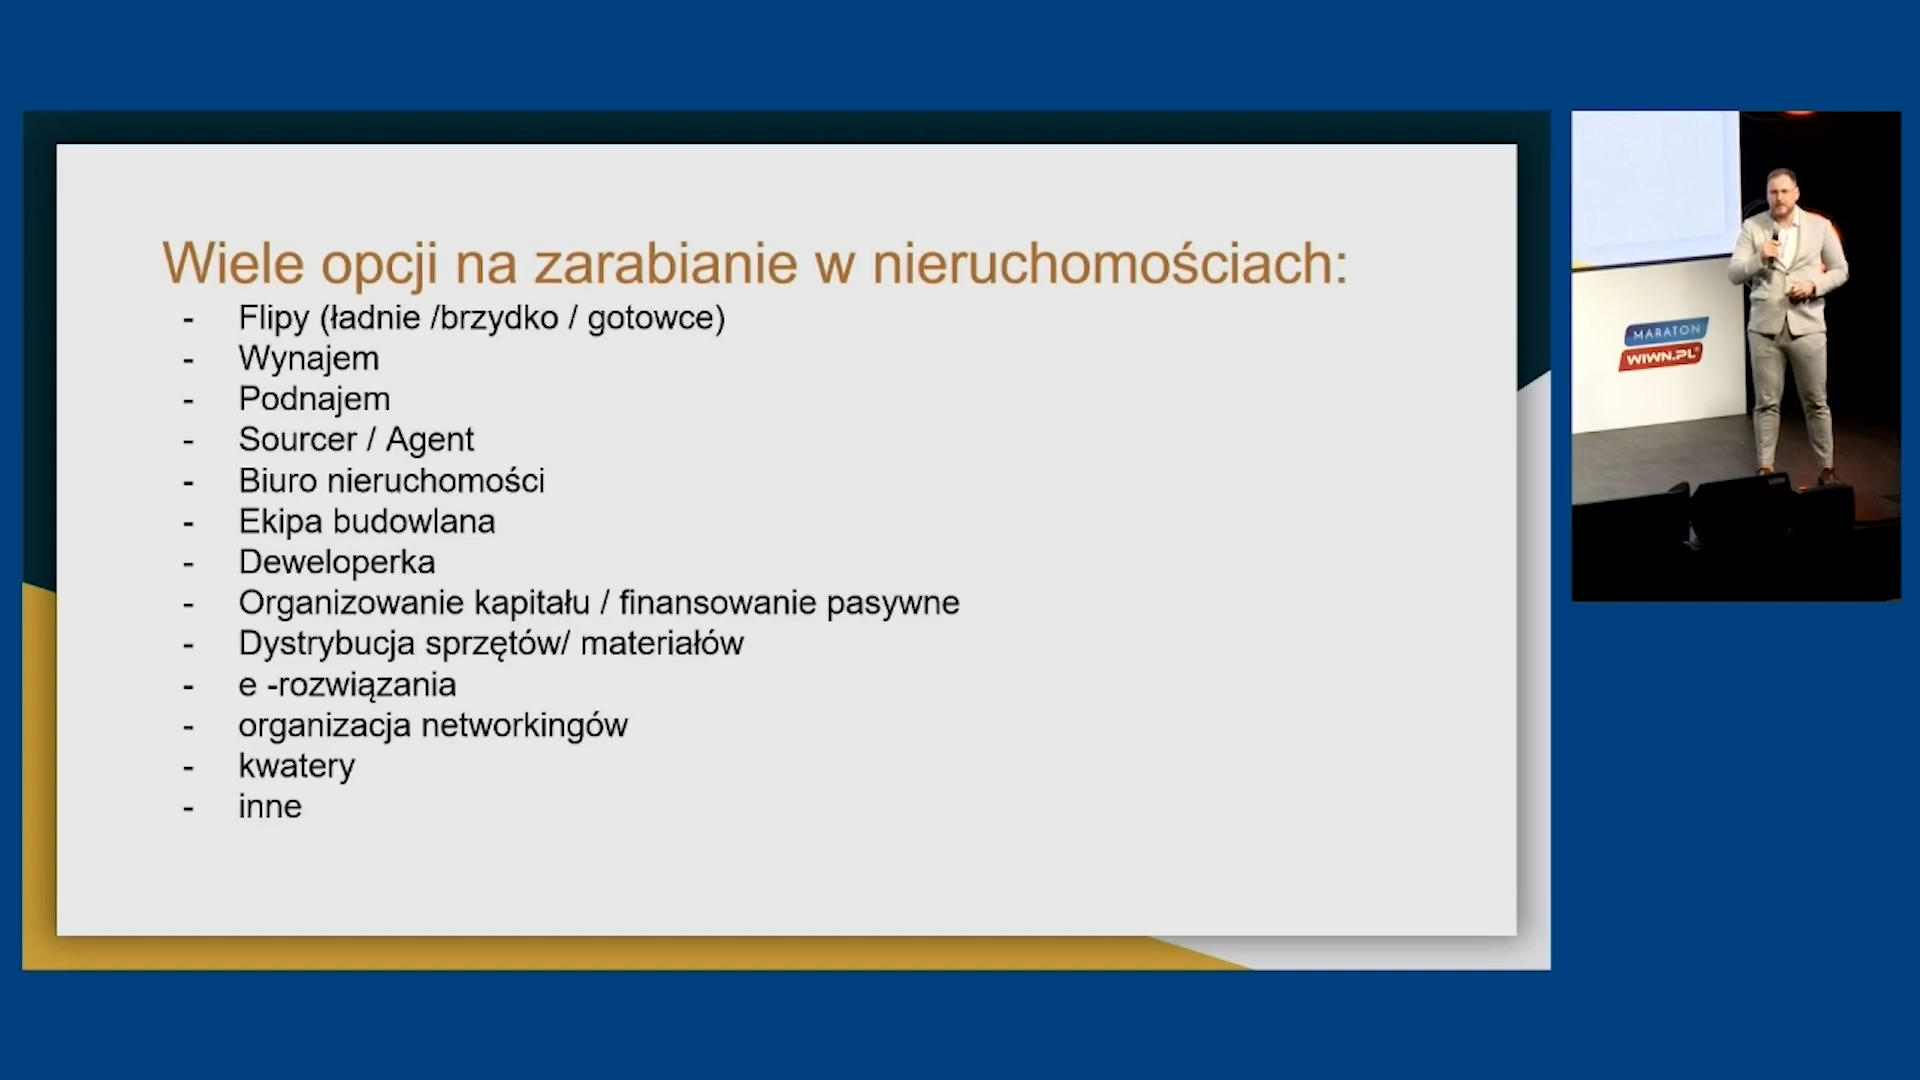 Wiele opcji na zarabianie w nieruchomościach:
- Flipy (ładnie /brzydko / gotowce)
- Wynajem
- Podnajem
- Sourcer / Agent
- Biuro nieruchomości
- Ekipa budowlana
- Deweloperka
- Organizowanie kapitału / finansowanie pasywne
- Dystrybucja sprzętów/ materiałów
- e -rozwiązania
- organizacja networkingów
- kwatery
- inne
MARATON
WIWN.PL®